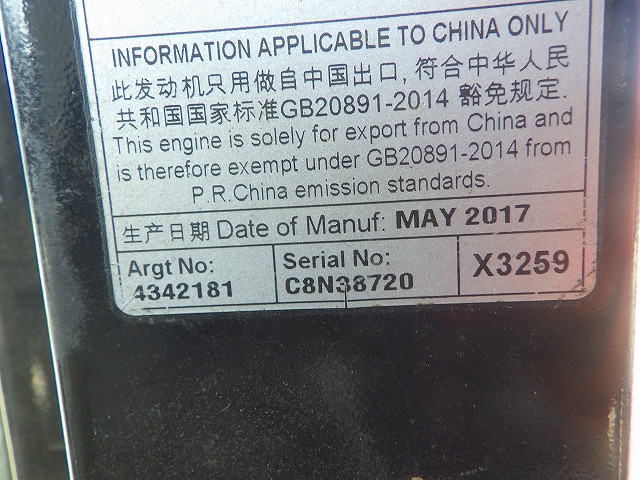 INFORMATION APPLICABLE TO CHINA ONLY
此发动机只用做自中国出口, 符合中华人民
共和国国家标准GB20891-2014 豁免规定.
This engine is solely for export from China and
is therefore exempt under GB20891-2014 from
P.R.China emission standards.
生产日期 Date of Manuf: MAY 2017
Argt No:
4342181
Serial No:
C8N38720
X3259